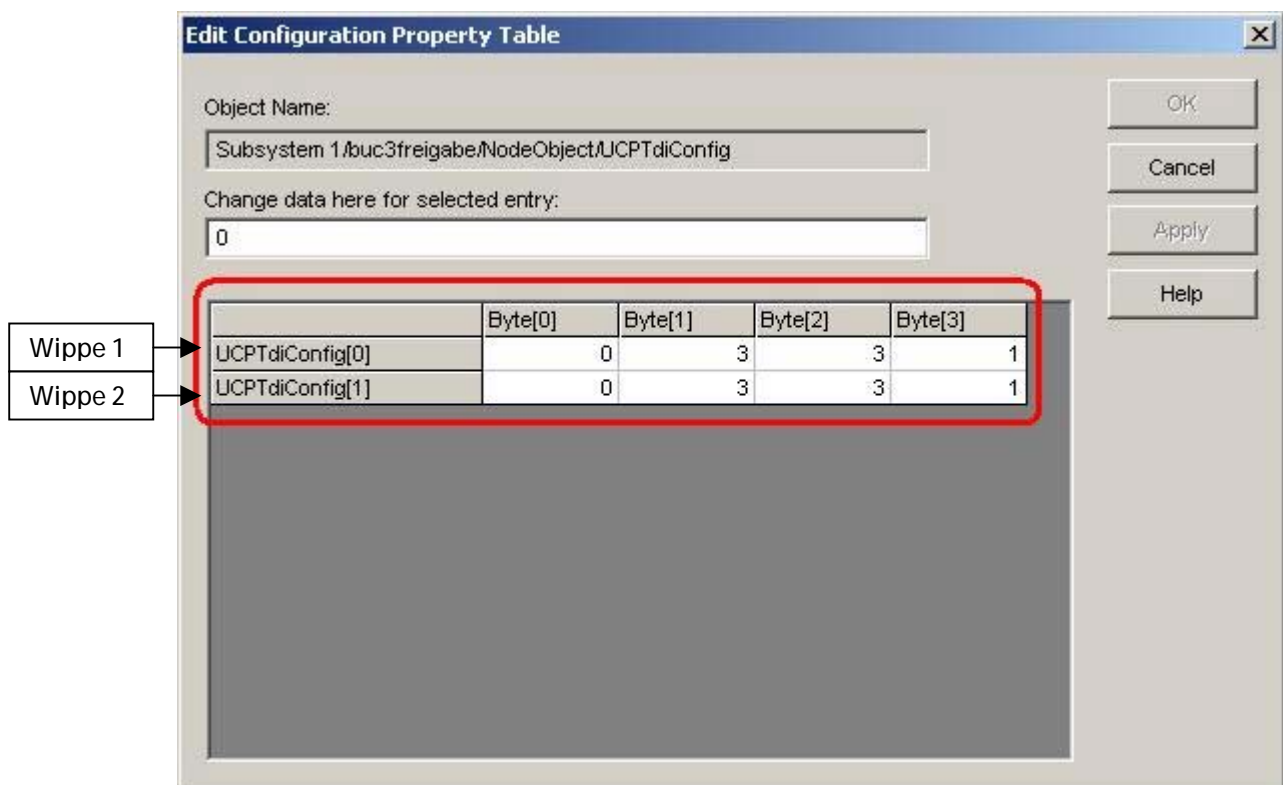 Edit Configuration Property Table
Object Name:
OK
Subsystem 1/buc3freigabe/NodeObject/UCPTdiConfig
Cancel
Change data here for selected entry:
0
Apply
Help
Byte[0] Byte[1] Byte[2] Byte[3]
Wippe 1
UCPTdiConfig[0] 0 3 3 1
Wippe 2
UCPTdiConfig[1] 0 3 3 1